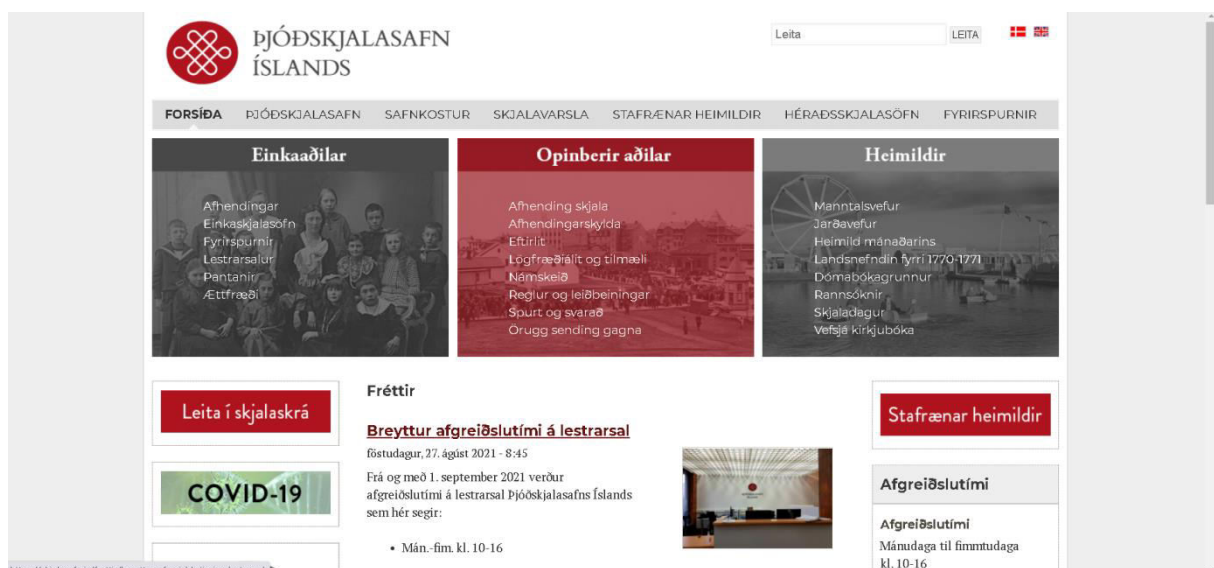 ÞJÓÐSKJALASAFN
ÍSLANDS
Leita
LEITA
FORSÍÐA ÞJÓÐSKJALASAFN SAFNKOSTUR SKJALAVARSLA STAFRÆNAR HEIMILDIR HÉRAÐSSKJALASÖFN FYRIRSPURNIR
Einkaaðilar
Afhendingar
Einkaskjalasöfn
Fyrirspurnir
Lestrarsalur
Pantanir
Ættfræði
Opinberir aðilar
Afhending skjala
Afhendingarskylda
Eftirlit
Lögfræðiálit og tilmæli
Námskeið
Reglur og leiðbeiningar
Spurt og svarað
Örugg sending gagna
Heimildir
Manntalsvefur
Jarðavefur
Heimild mánaðarins
Landsnefndin fyrri 1770-1771
Dómabókagrunnur
Rannsóknir
Skjaladagur
Vefsjá kirkjubóka
Leita í skjalaskrá
COVID-19
Fréttir
Breyttur afgreiðslutími á lestrarsal
föstudagur, 27. ágúst 2021 - 8:45
Frá og með 1. september 2021 verður
afgreiðslutími á lestrarsal Þjóðskjalasafns Íslands
sem hér segir:
• Mán.-fim. kl. 10-16
Stafrænar heimildir
Afgreiðslutími
Afgreiðslutími
Mánudaga til fimmtudaga
kl. 10-16